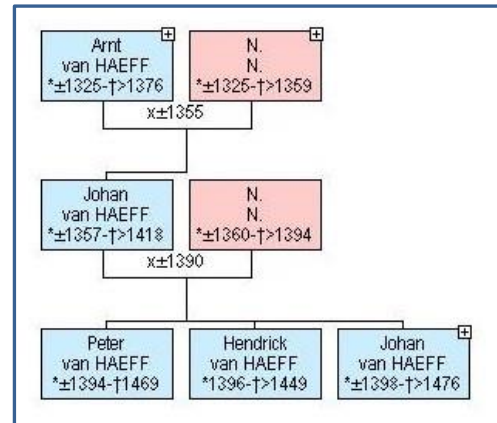 Arnt
van HAEFF
*±1325-†>1376
N.
N.
*±1325-†>1359
x±1355
Johan
van HAEFF
*±1357-†>1418
N.
N.
*±1360-†>1394
x±1390
Peter
van HAEFF
*±1394-†1469
Hendrick
van HAEFF
*1396-†>1449
Johan
van HAEFF
*±1398-†>1476